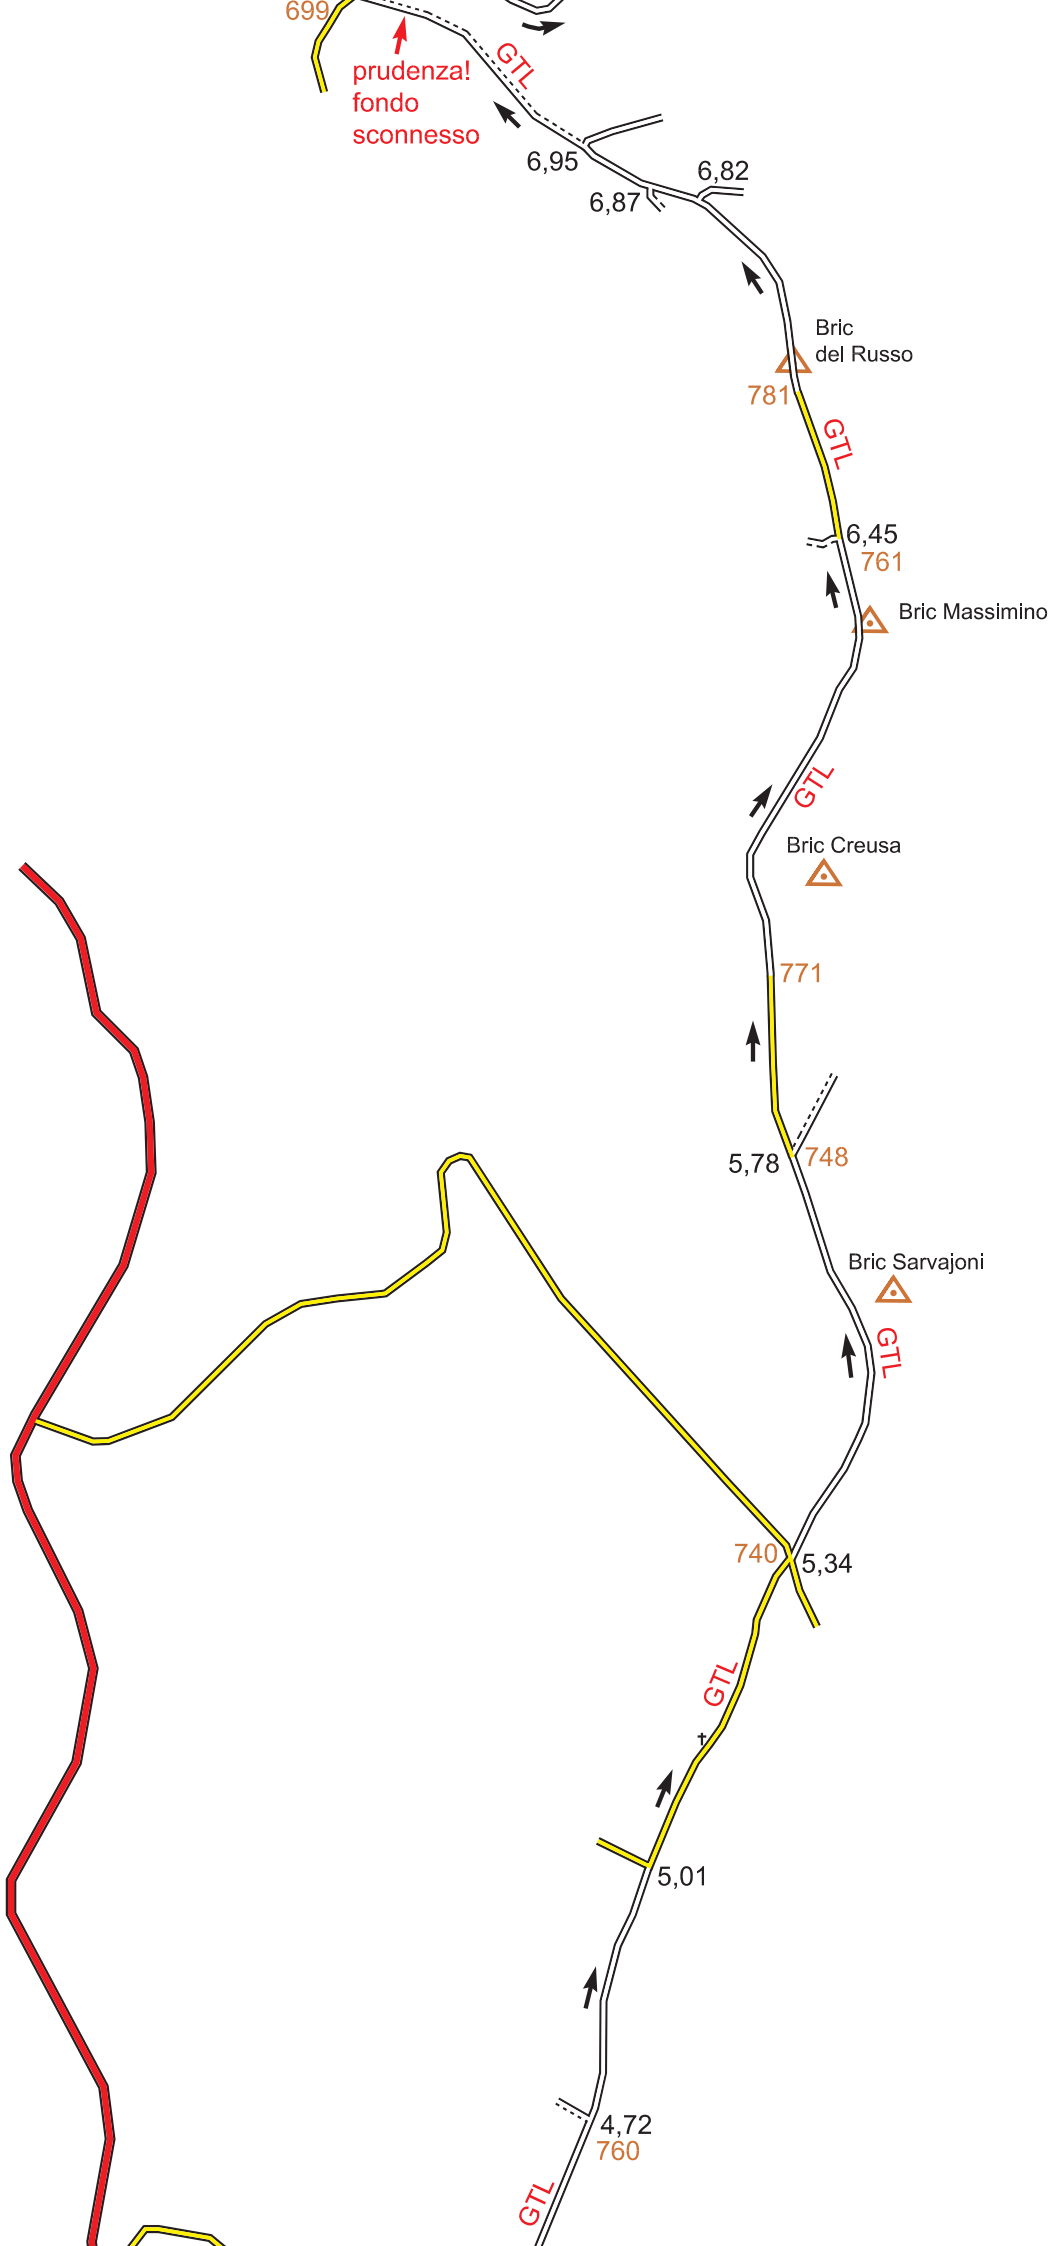 699
prudenza!
fondo
sconnesso
GTL
6,95
6,82
6,87
Bric
del Russo
781
GTL
6,45
761
Bric Massimino
GTL
Bric Creusa
771
5,78
748
Bric Sarvajoni
GTL
740
5,34
GTL
5,01
4,72
760
GTL